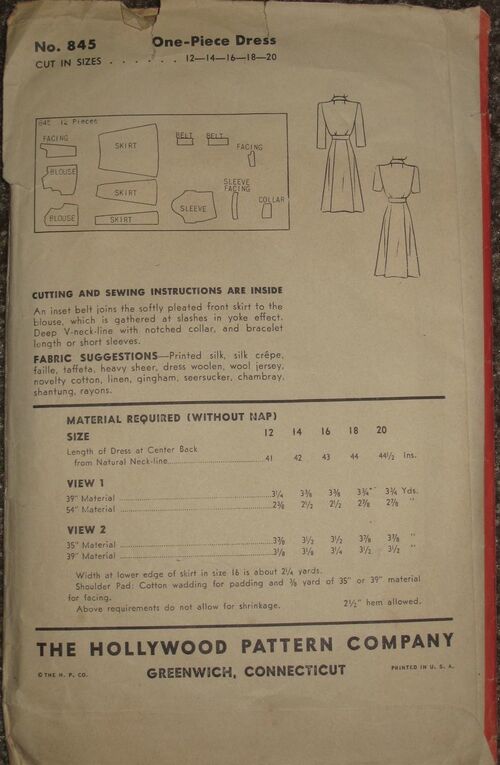 No. 845 One-Piece Dress
CUT IN SIZES . . . . . . 12—14—16—18—20
845 12 Pieces
FACING
SKIRT
BELT BELT
FACING
BLOUSE
SKIRT
SLEEVE
FACING
BLOUSE
SKIRT
SLEEVE
COLLAR
CUTTING AND SEWING INSTRUCTIONS ARE INSIDE
An inset belt joins the softly pleated front skirt to the
blouse, which is gathered at slashes in yoke effect.
Deep V-neck-line with notched collar, and bracelet
length or short sleeves.
FABRIC SUGGESTIONS—Printed silk, silk crêpe,
faille, taffeta, heavy sheer, dress woolen, wool jersey,
novelty cotton, linen, gingham, seersucker, chambray,
shantung, rayons.
MATERIAL REQUIRED (WITHOUT NAP)
SIZE 12 14 16 18 20
Length of Dress at Center Back
from Natural Neck-line 41 42 43 44 44½ Ins.
VIEW 1
39" Material 3¼ 3⅜ 3⅜ 3¾ 3¾ Yds.
54" Material 2⅜ 2½ 2½ 2⅞ 2⅞ "
VIEW 2
35" Material 3⅜ 3½ 3½ 3⅞ 3⅞ "
39" Material 3⅛ 3⅛ 3¼ 3½ 3½ "
Width at lower edge of skirt in size 16 is about 2¼ yards.
Shoulder Pad: Cotton wadding for padding and ⅜ yard of 35" or 39" material
for facing.
Above requirements do not allow for shrinkage. 2½" hem allowed.
THE HOLLYWOOD PATTERN COMPANY
© THE H. P. CO. GREENWICH, CONNECTICUT PRINTED IN U. S. A.